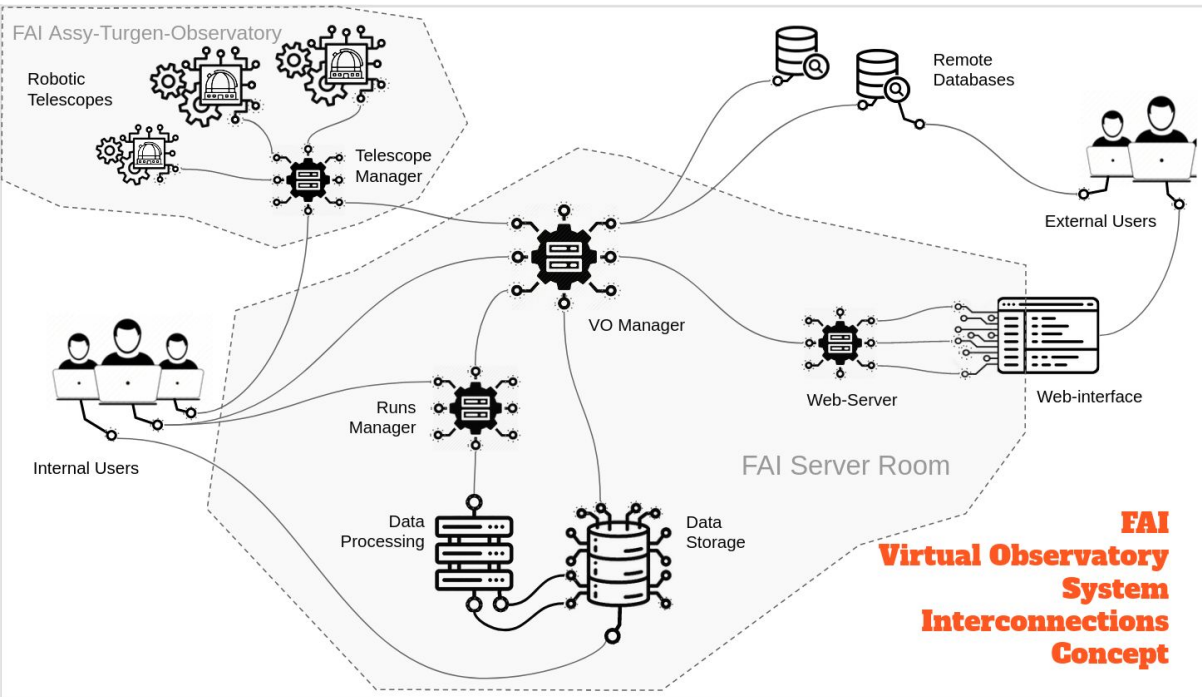 FAI Assy-Turgen-Observatory
Robotic
Telescopes
Telescope
Manager
Remote
Databases
External Users
VO Manager
Web-Server
Web-interface
Internal Users
Runs
Manager
FAI Server Room
Data
Processing
Data
Storage
FAI
Virtual Observatory
System
Interconnections
Concept